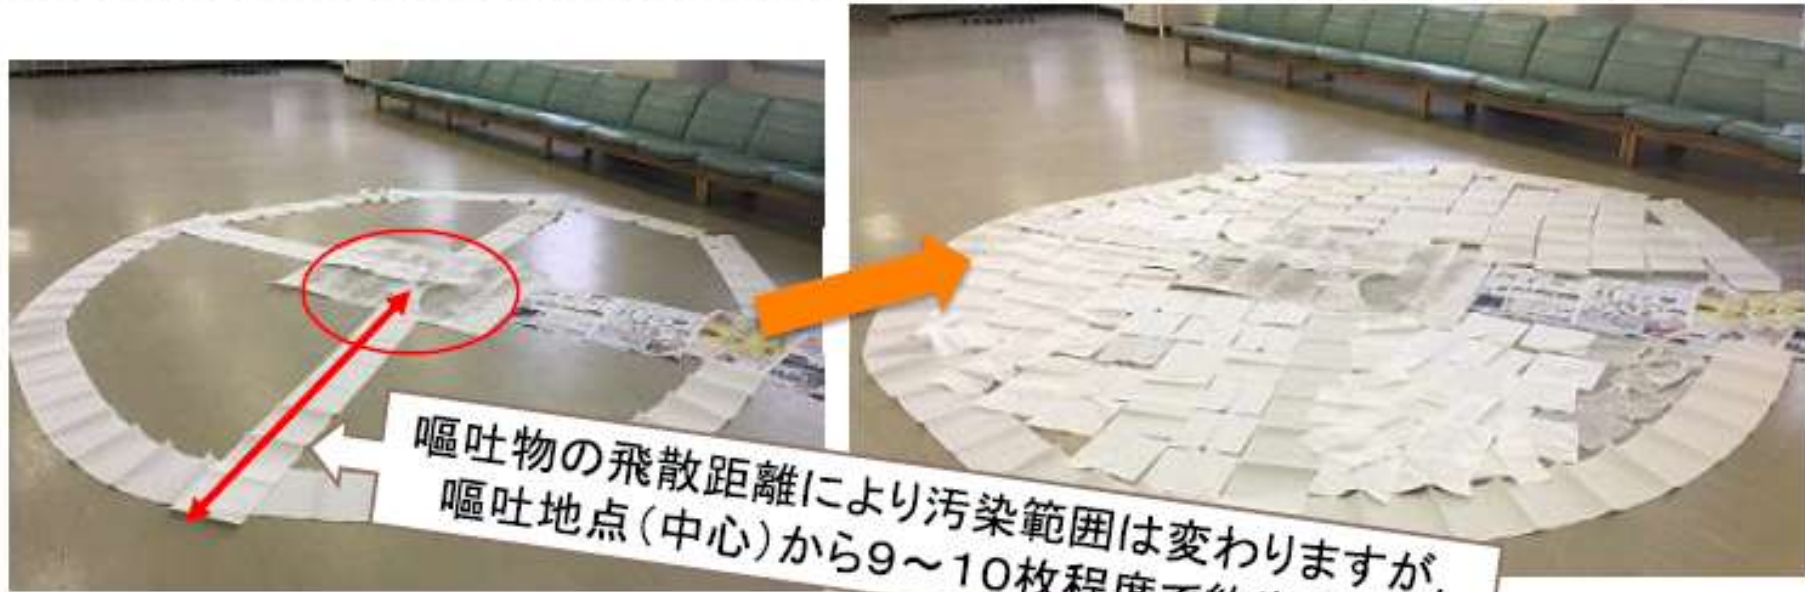 嘔吐物の飛散距離により汚染範囲は変わりますが、
嘔吐地点(中心)から9~10枚程度で